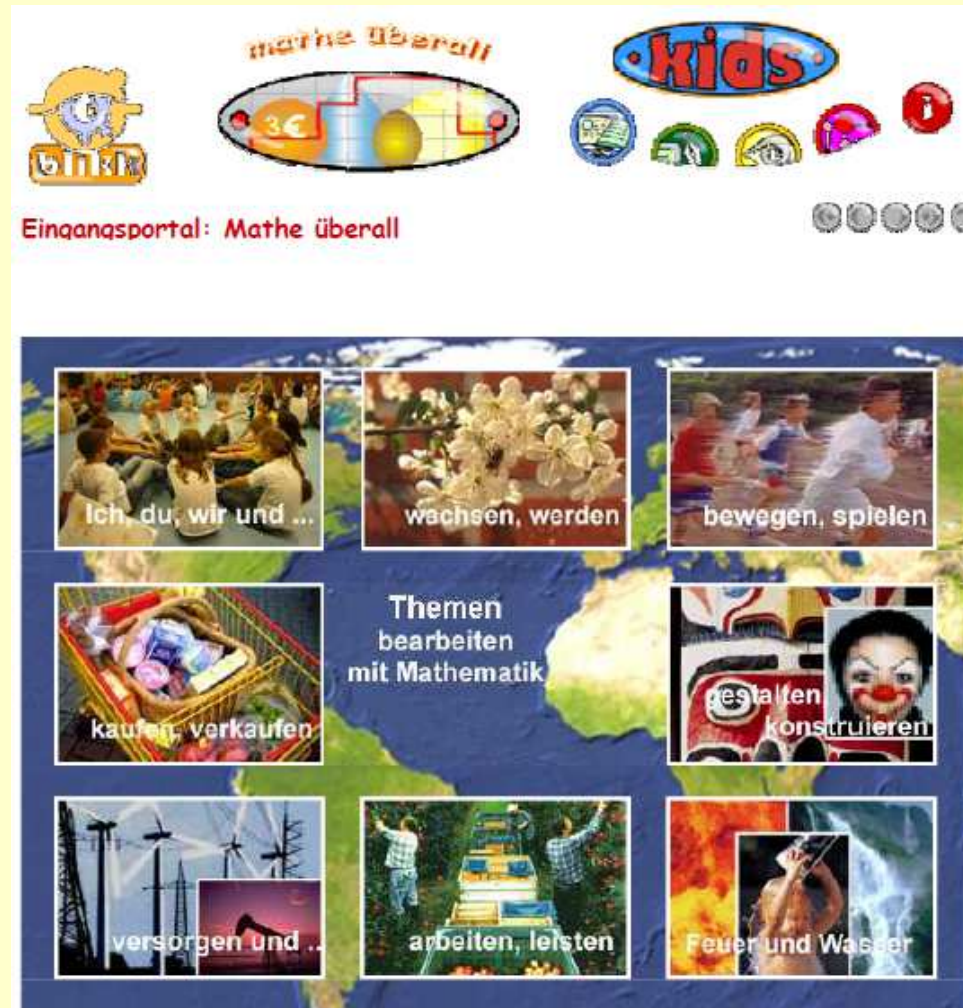 mathe überall
kids
3€
blikk
i
Eingangsportal: Mathe überall
Ich, du, wir und ...
wachsen, werden
bewegen, spielen
Themen
bearbeiten
mit Mathematik
kaufen, verkaufen
gestalten,
konstruieren
versorgen und ..
arbeiten, leisten
Feuer und Wasser